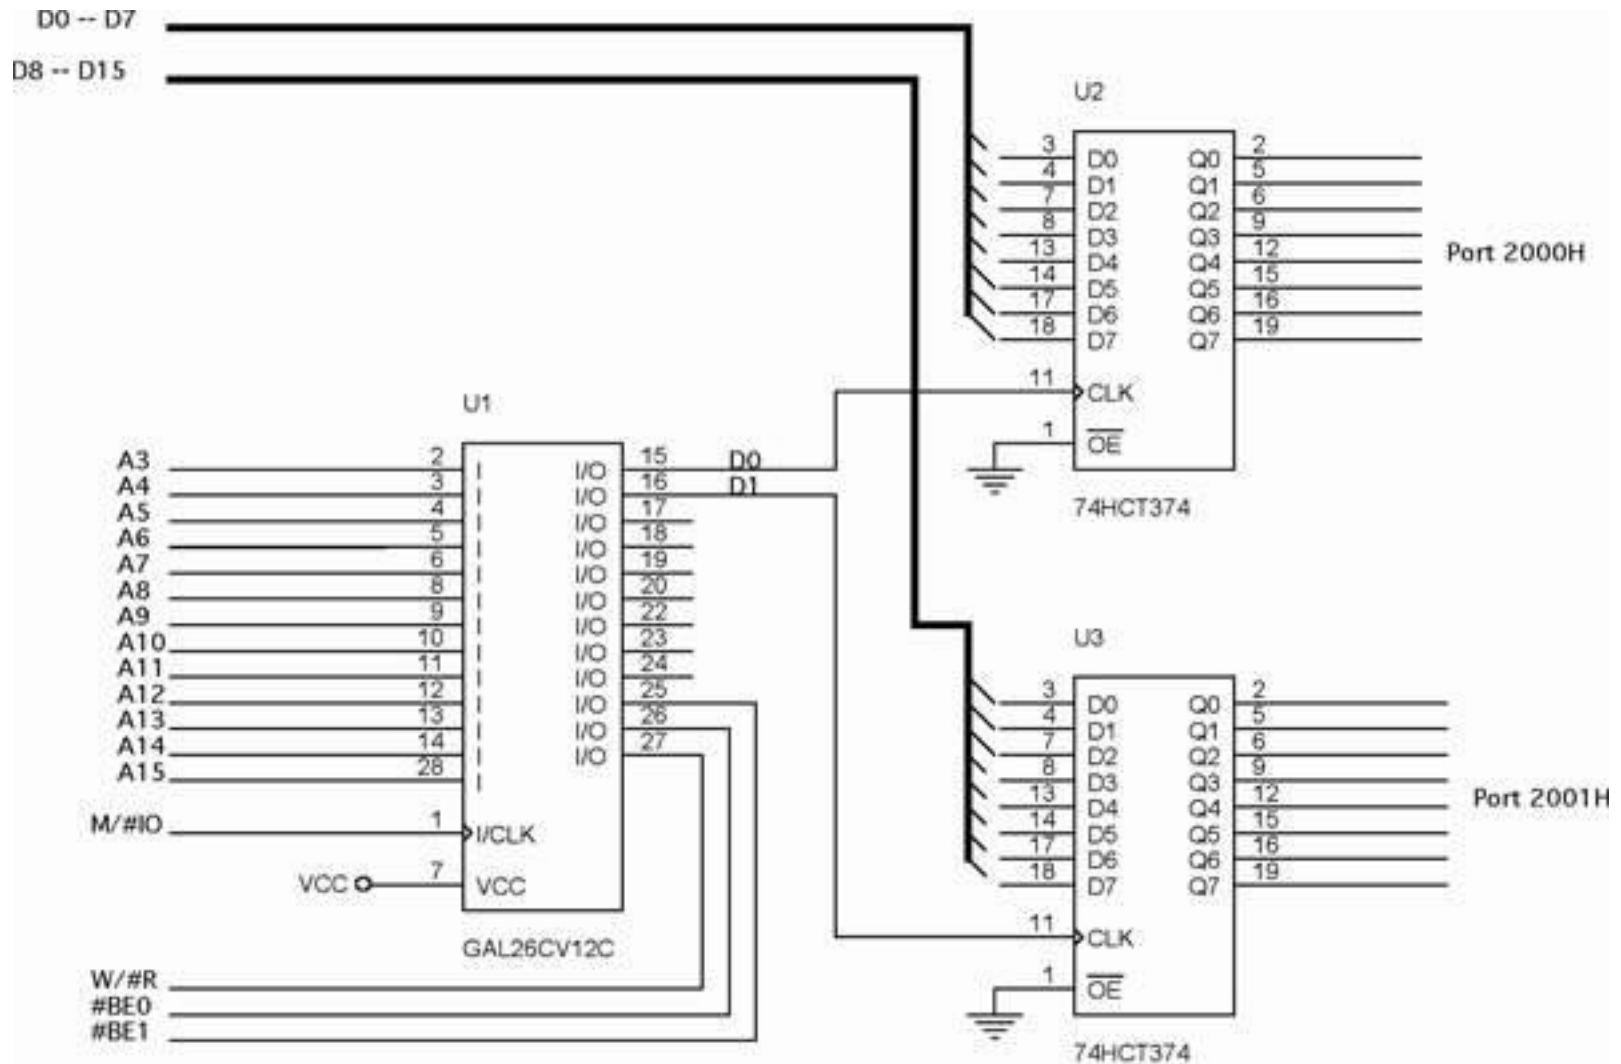 D0 -- D7
D8 -- D15
U2
3 D0 Q0 2
4 D1 Q1 5
7 D2 Q2 6
8 D3 Q3 9
13 D4 Q4 12
14 D5 Q5 15
17 D6 Q6 16
18 D7 Q7 19
Port 2000H
11 CLK
1 OE
74HCT374
U1
A3 2 I I/O 15 D0
A4 3 I I/O 16 D1
A5 4 I I/O 17
A6 5 I I/O 18
A7 6 I I/O 19
A8 8 I I/O 20
A9 9 I I/O 22
A10 10 I I/O 23
A11 11 I I/O 24
A12 12 I I/O 25
A13 13 I I/O 26
A14 14 I I/O 27
A15 28 I
M/#IO 1 I/CLK
VCC 7 VCC
GAL26CV12C
W/#R
#BE0
#BE1
U3
3 D0 Q0 2
4 D1 Q1 5
7 D2 Q2 6
8 D3 Q3 9
13 D4 Q4 12
14 D5 Q5 15
17 D6 Q6 16
18 D7 Q7 19
Port 2001H
11 CLK
1 OE
74HCT374